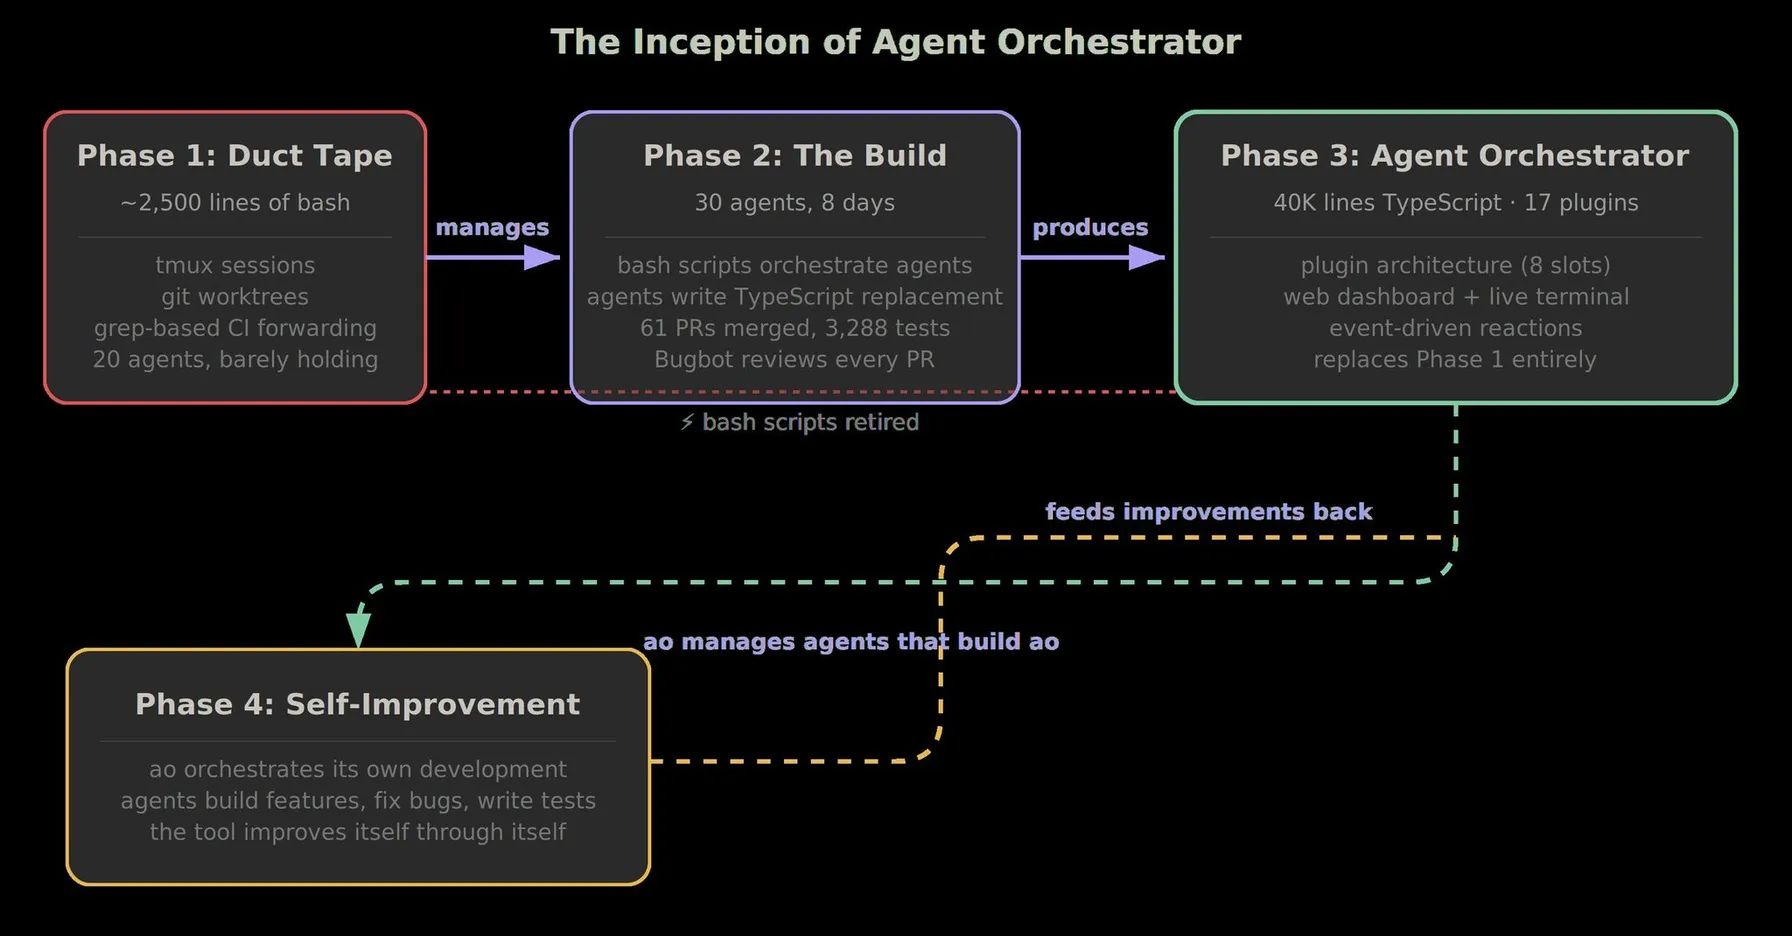 The Inception of Agent Orchestrator
Phase 1: Duct Tape
~2,500 lines of bash
tmux sessions
git worktrees
grep-based CI forwarding
20 agents, barely holding
manages
Phase 2: The Build
30 agents, 8 days
bash scripts orchestrate agents
agents write TypeScript replacement
61 PRs merged, 3,288 tests
Bugbot reviews every PR
produces
Phase 3: Agent Orchestrator
40K lines TypeScript · 17 plugins
plugin architecture (8 slots)
web dashboard + live terminal
event-driven reactions
replaces Phase 1 entirely
⚡ bash scripts retired
feeds improvements back
ao manages agents that build ao
Phase 4: Self-Improvement
ao orchestrates its own development
agents build features, fix bugs, write tests
the tool improves itself through itself